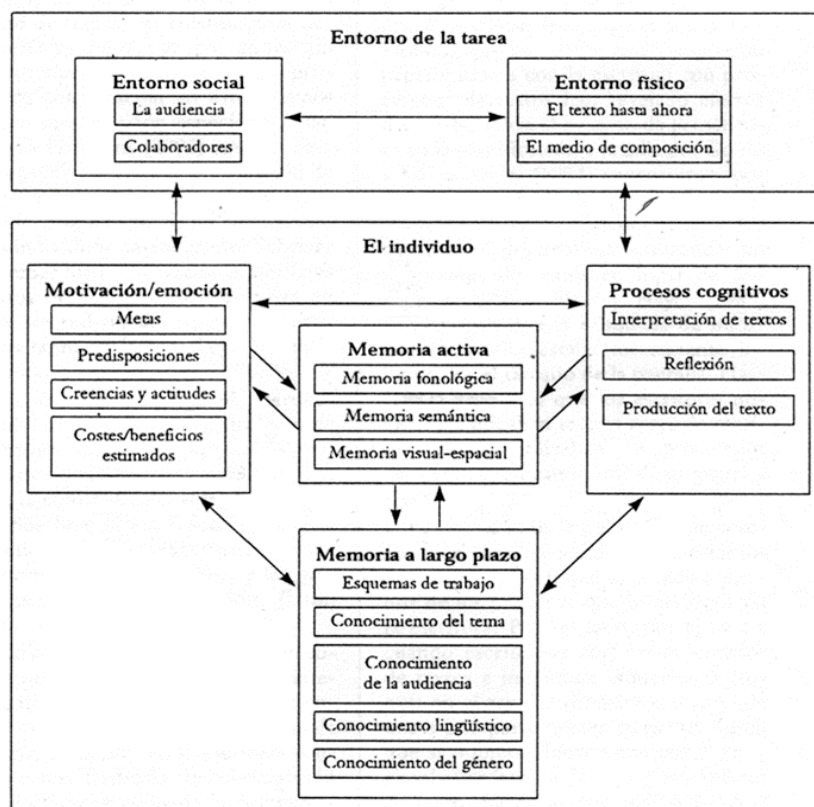 Entorno de la tarea
Entorno social
La audiencia
Colaboradores
Entorno físico
El texto hasta ahora
El medio de composición
El individuo
Motivación/emoción
Metas
Predisposiciones
Creencias y actitudes
Costes/beneficios
estimados
Memoria activa
Memoria fonológica
Memoria semántica
Memoria visual-espacial
Procesos cognitivos
Interpretación de textos
Reflexión
Producción del texto
Memoria a largo plazo
Esquemas de trabajo
Conocimiento del tema
Conocimiento
de la audiencia
Conocimiento lingüístico
Conocimiento del género